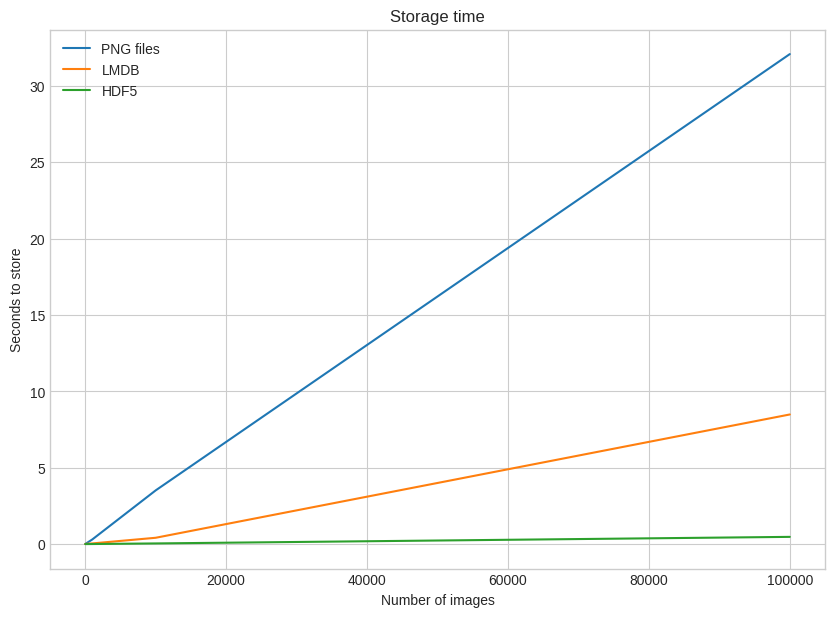 Storage time
PNG files
LMDB
HDF5
30
25
20
15
10
5
0
Seconds to store
0 20000 40000 60000 80000 100000
Number of images